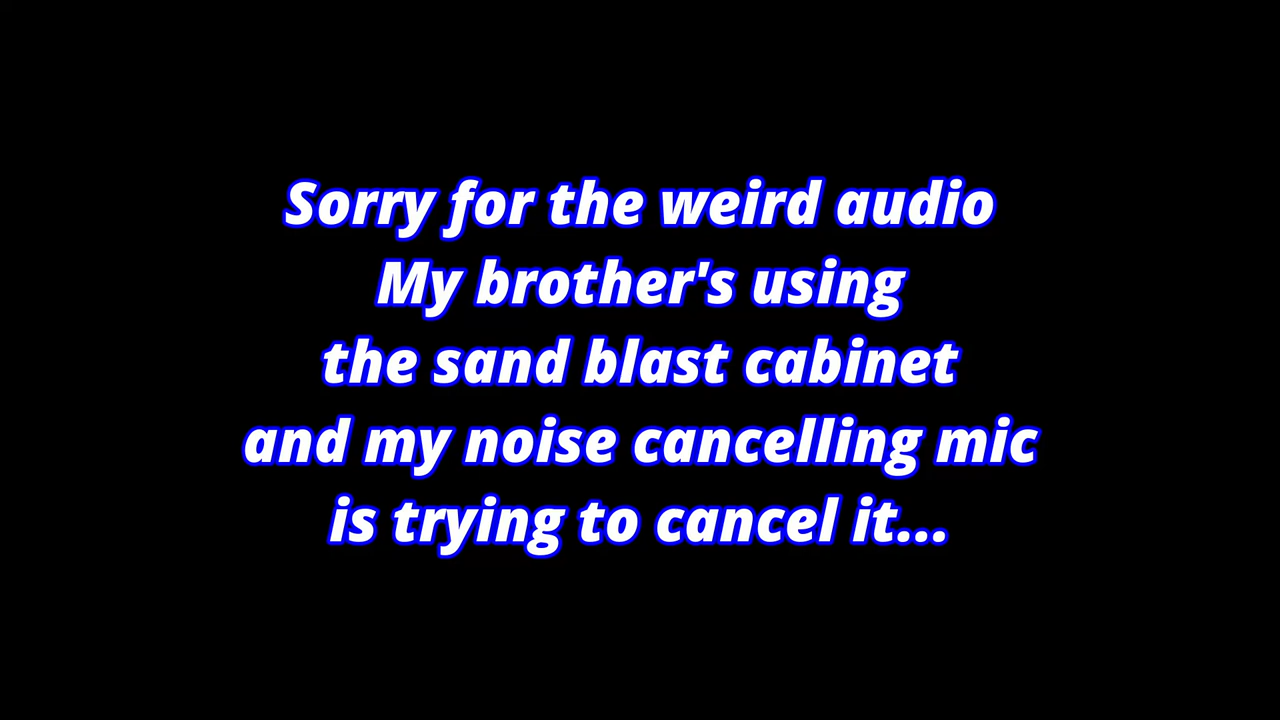 Sorry for the weird audio
My brother's using
the sand blast cabinet
and my noise cancelling mic
is trying to cancel it...